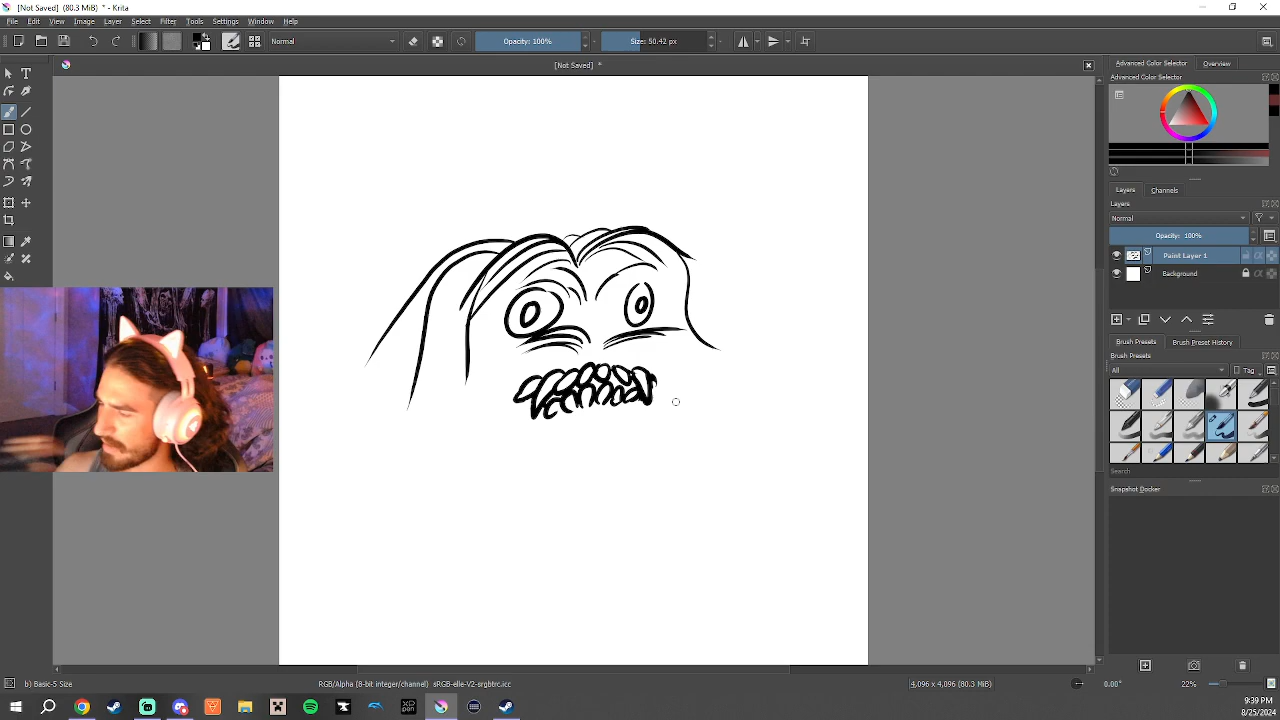 [Not Saved] (80.3 MiB) * - Krita
File Edit View Image Layer Select Filter Tools Settings Window Help
Normal
Opacity: 100%
Size: 50.42 px
[Not Saved] *
Advanced Color Selector
Overview
Advanced Color Selector
Layers
Channels
Layers
Normal
Opacity: 100%
Paint Layer 1
Background
Brush Presets
Brush Preset History
Brush Presets
All
Tag
Search
Snapshot Docker
b) Basic-5 Size
RGB/Alpha (8-bit integer/channel) sRGB-elle-V2-srgbtrc.icc
4,096 x 4,096 (80.3 MiB)
0.00°
22%
XP
pen
9:39 PM
8/25/2024